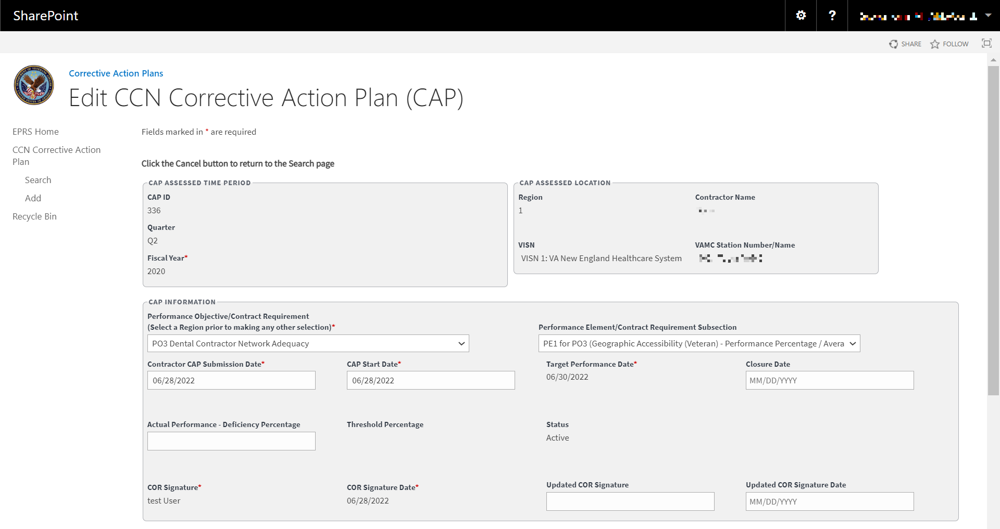 SharePoint
?
SHARE
FOLLOW
Corrective Action Plans
Edit CCN Corrective Action Plan (CAP)
EPRS Home
CCN Corrective Action
Plan
Search
Add
Recycle Bin
Fields marked in * are required
Click the Cancel button to return to the Search page
CAP ASSESSED TIME PERIOD
CAP ID
336
Quarter
Q2
Fiscal Year*
2020
CAP ASSESSED LOCATION
Region
1
Contractor Name
VISN
VISN 1: VA New England Healthcare System
VAMC Station Number/Name
CAP INFORMATION
Performance Objective/Contract Requirement
(Select a Region prior to making any other selection)*
PO3 Dental Contractor Network Adequacy
Performance Element/Contract Requirement Subsection
PE1 for PO3 (Geographic Accessibility (Veteran) - Performance Percentage / Avera
Contractor CAP Submission Date*
06/28/2022
CAP Start Date*
06/28/2022
Target Performance Date*
06/30/2022
Closure Date
MM/DD/YYYY
Actual Performance - Deficiency Percentage
Threshold Percentage
Status
Active
COR Signature*
test User
COR Signature Date*
06/28/2022
Updated COR Signature
Updated COR Signature Date
MM/DD/YYYY